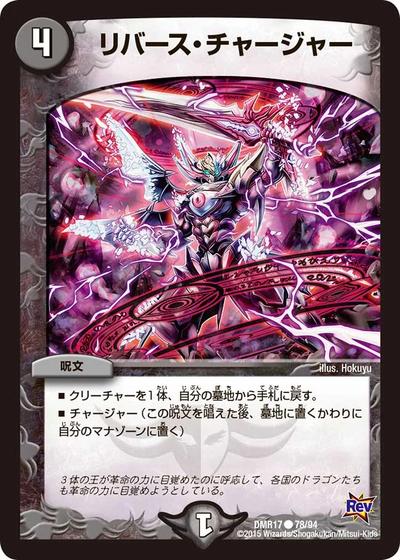 4
リバース・チャージャー
illus. Hokuyu
呪文
■ クリーチャーを1体、自分の墓地から手札に戻す。
■ チャージャー(この呪文を唱えた後、墓地に置くかわりに
自分のマナゾーンに置く)
3体の王が革命の力に目覚めたのに呼応して、各国のドラゴンたち
も革命の力に目覚めようとしている。
1
Rev
DMR17 ● 78/94
©2015 Wizards/Shogakukan/Mitsui-Kids